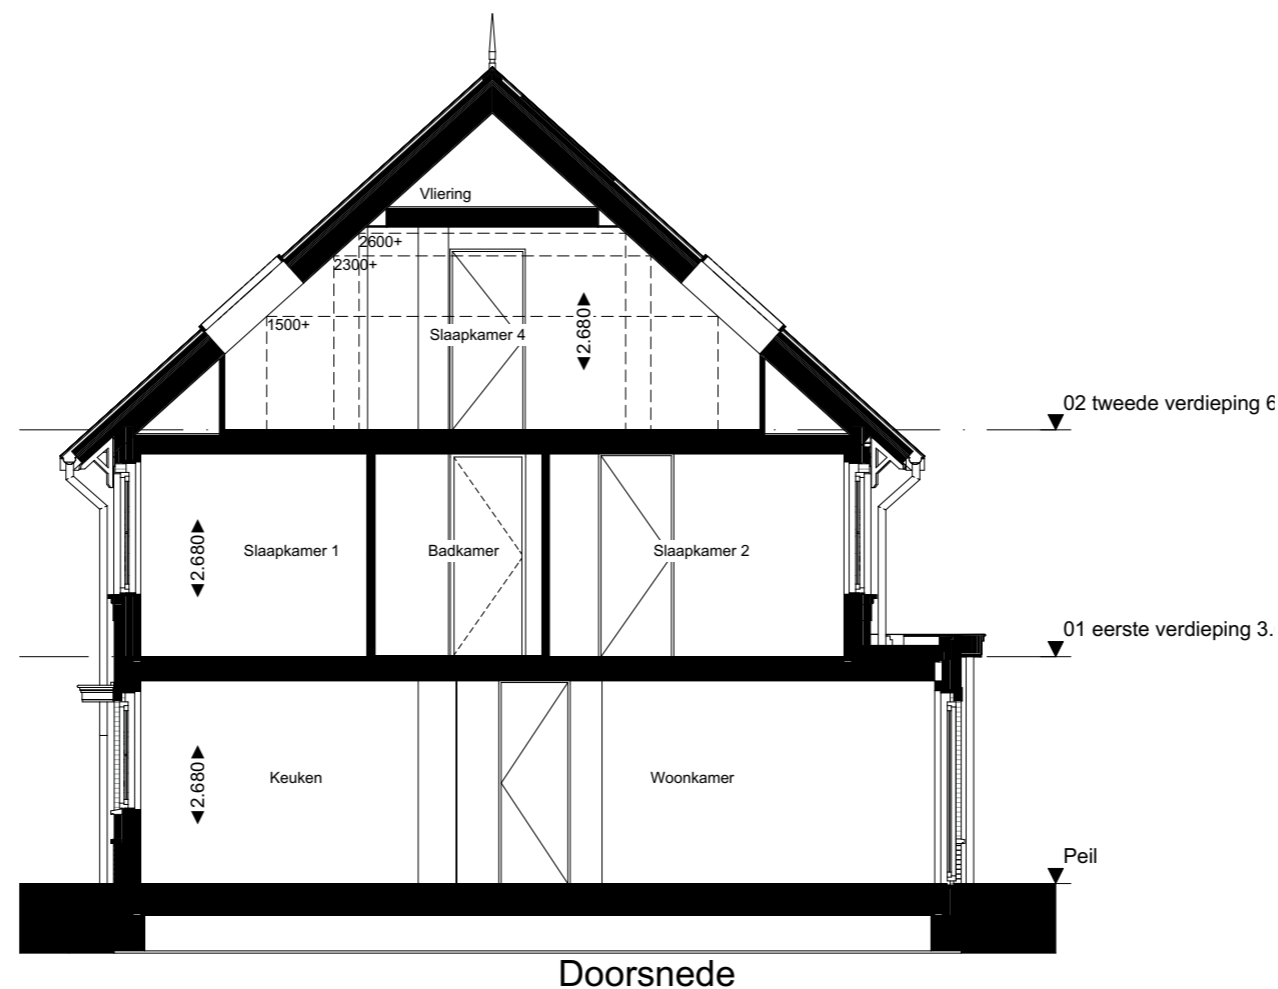 Vliering
2600+
2300+
1500+
Slaapkamer 4
2.680
02 tweede verdieping 6
Slaapkamer 1
Badkamer
Slaapkamer 2
2.680
01 eerste verdieping 3.
Keuken
Woonkamer
2.680
Peil
Doorsnede